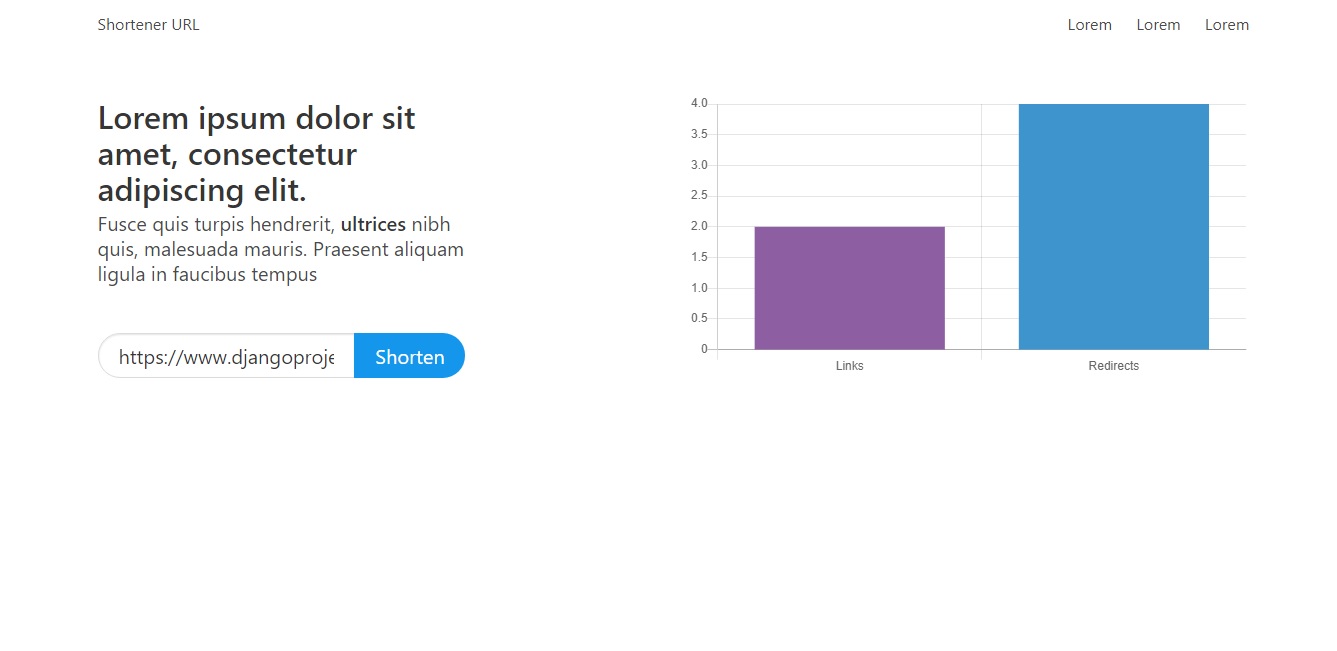 Shortener URL
Lorem Lorem Lorem
Lorem ipsum dolor sit
amet, consectetur
adipiscing elit.
Fusce quis turpis hendrerit, ultrices nibh
quis, malesuada mauris. Praesent aliquam
ligula in faucibus tempus
https://www.djangoproje
Shorten
4.0
3.5
3.0
2.5
2.0
1.5
1.0
0.5
0
Links Redirects